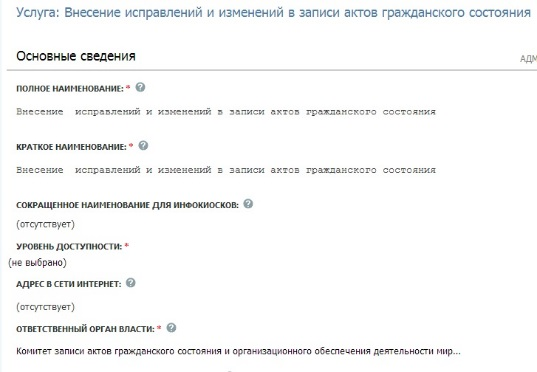 Услуга: Внесение исправлений и изменений в записи актов гражданского состояния
Основные сведения
АДМ
ПОЛНОЕ НАИМЕНОВАНИЕ: * ?
Внесение исправлений и изменений в записи актов гражданского состояния
КРАТКОЕ НАИМЕНОВАНИЕ: * ?
Внесение исправлений и изменений в записи актов гражданского состояния
СОКРАЩЕННОЕ НАИМЕНОВАНИЕ ДЛЯ ИНФОКИОСКОВ: ?
(отсутствует)
УРОВЕНЬ ДОСТУПНОСТИ: *
(не выбрано)
АДРЕС В СЕТИ ИНТЕРНЕТ: ?
(отсутствует)
ОТВЕТСТВЕННЫЙ ОРГАН ВЛАСТИ: * ?
Комитет записи актов гражданского состояния и организационного обеспечения деятельности мир...